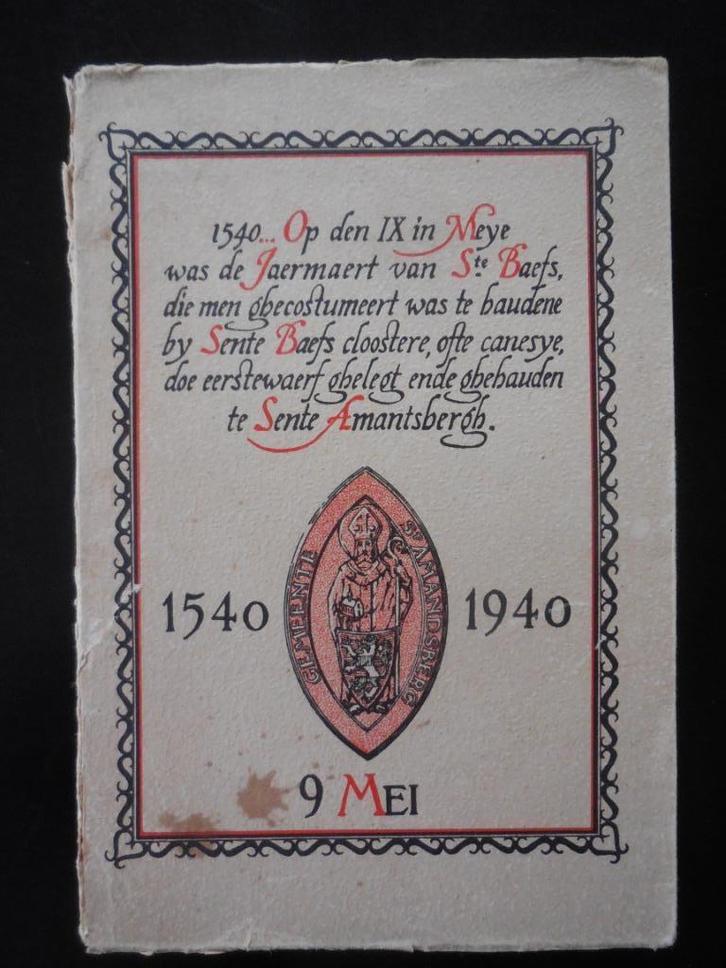 1540... Op den IX in Meye
was de Jaermaert van Ste Baefs,
die men ghecostumeert was te haudene
by Sente Baefs cloostere, ofte canesye,
doe eerstewaerf ghelegt ende ghehauden
te Sente Amantsbergh.
GEMEENTE ST AMANDSBERG
1540 1940
9 MEI